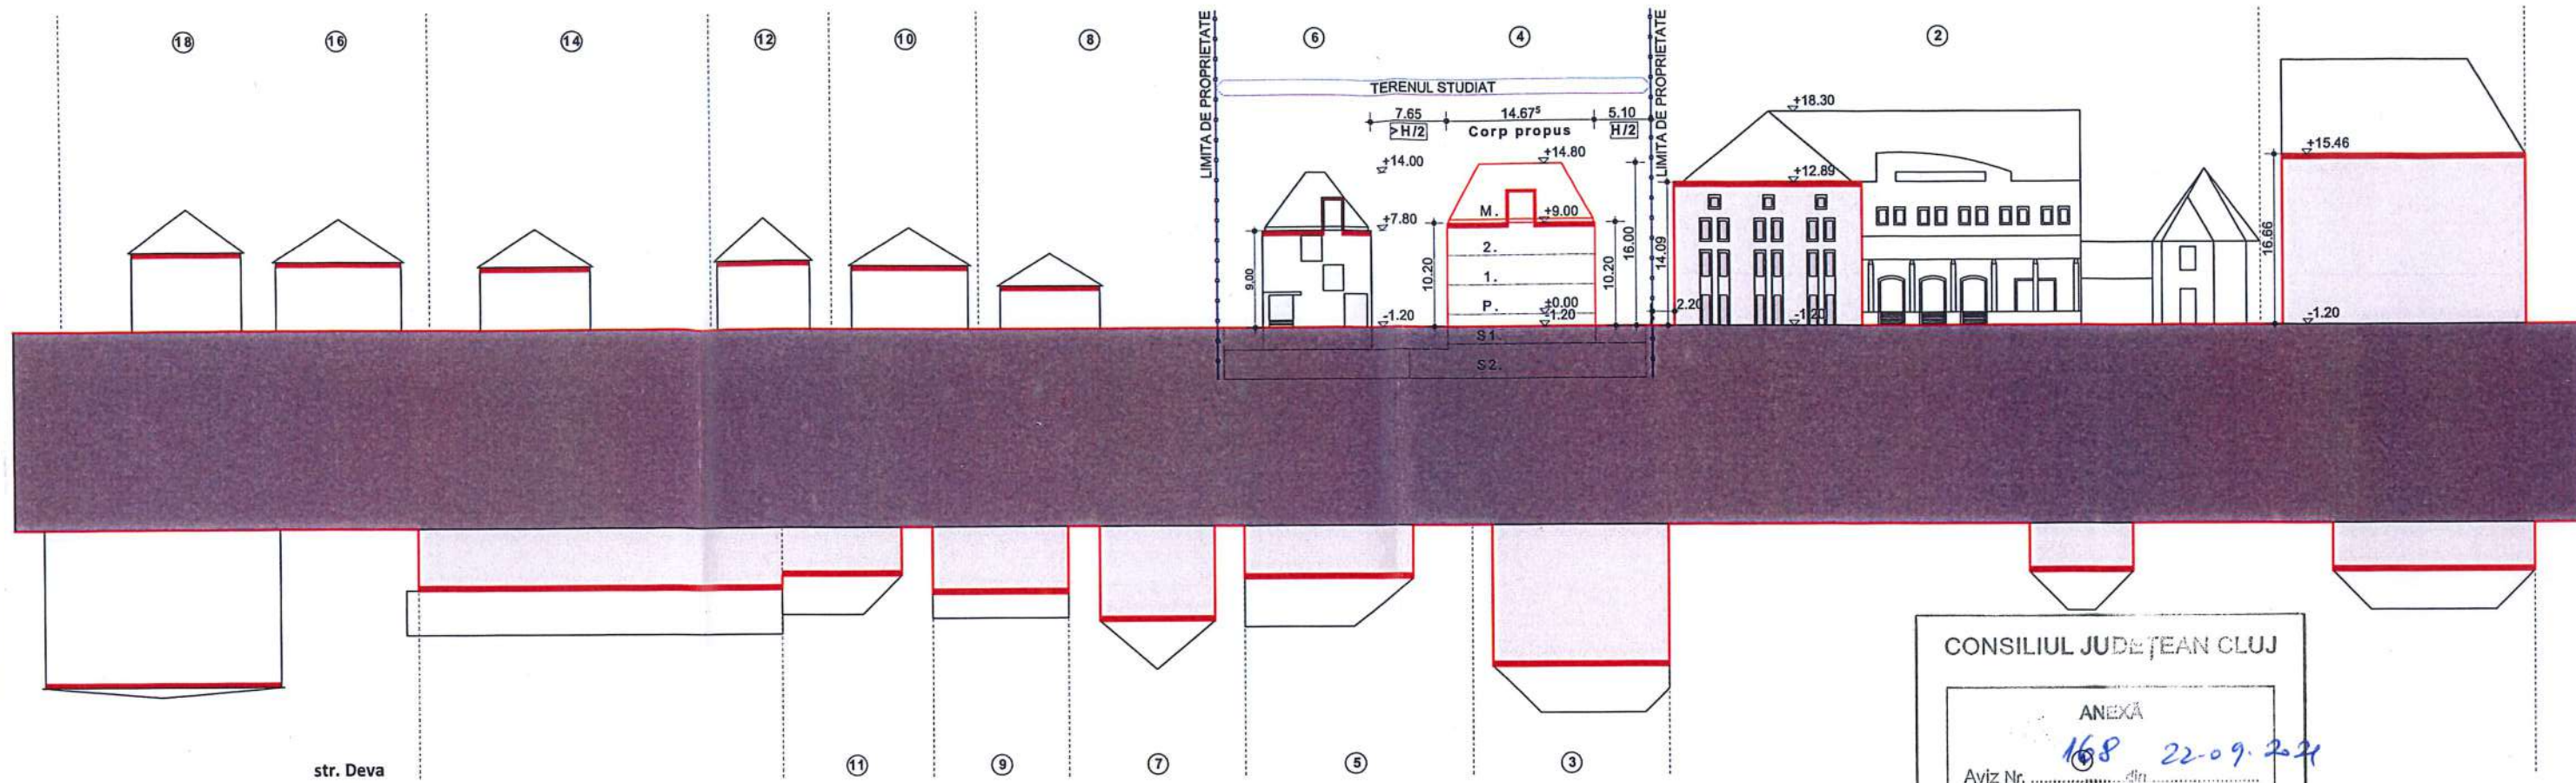 18 16 14 12 10 8 6 4 2
LIMITA DE PROPRIETATE
LIMITA DE PROPRIETATE
TERENUL STUDIAT
7.65 14.67⁵ 5.10
>H/2 Corp propus H/2
+18.30
+14.00
+14.80
+12.89
+15.46
+7.80
M. +9.00
2.
1.
P. ±0.00
-1.20
-1.20
-1.20
-1.20
9.00
10.20
10.20
16.00
14.09
2.20
16.66
S1.
S2.
str. Deva
11 9 7 5 3
CONSILIUL JUDEȚEAN CLUJ
ANEXĂ
168 22-09-2021
Aviz Nr. din